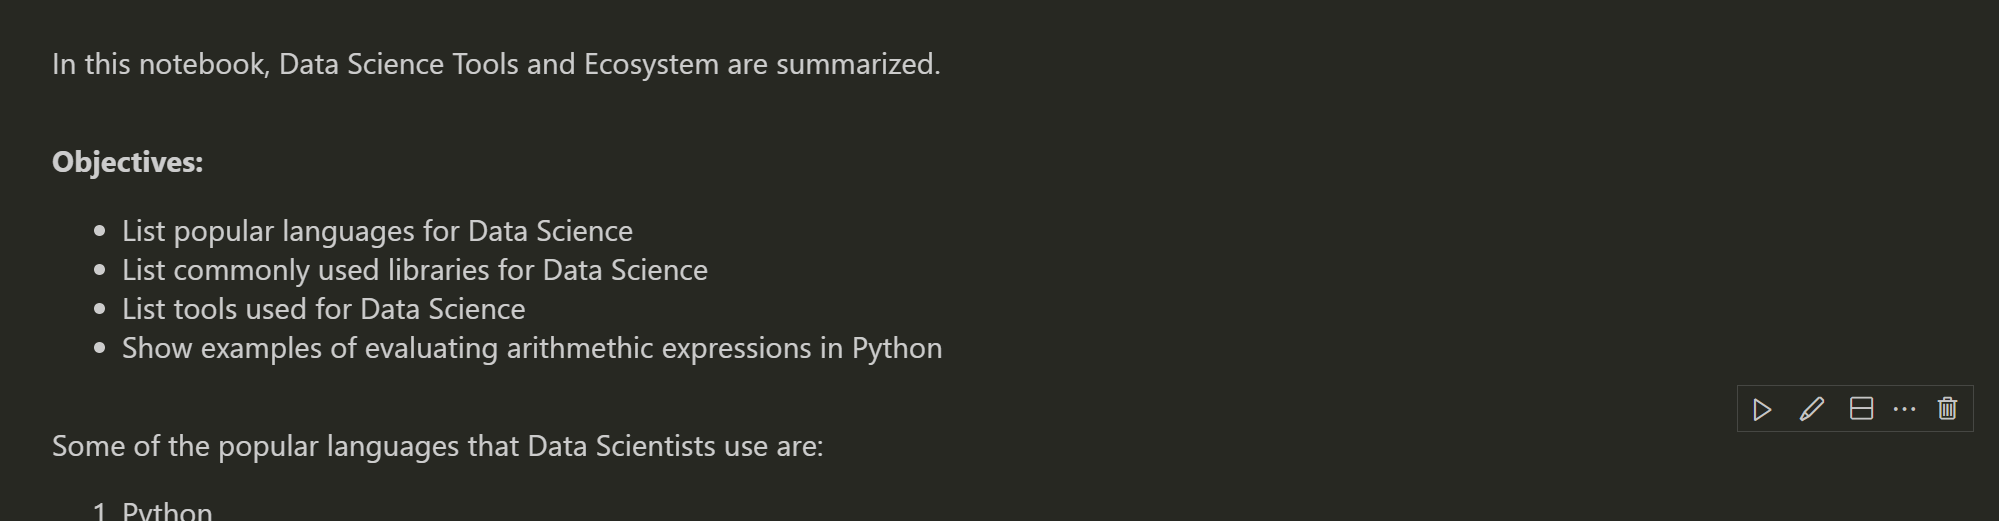 In this notebook, Data Science Tools and Ecosystem are summarized.
Objectives:
• List popular languages for Data Science
• List commonly used libraries for Data Science
• List tools used for Data Science
• Show examples of evaluating arithmethic expressions in Python
Some of the popular languages that Data Scientists use are:
1. Python